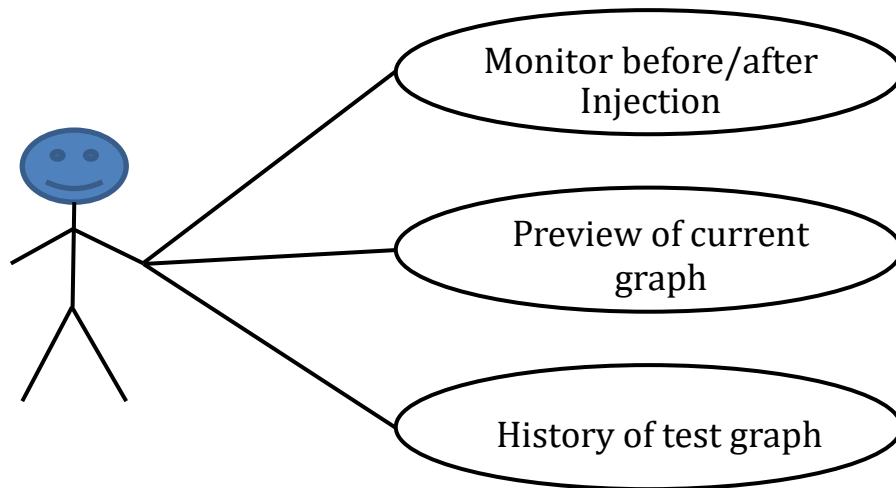 Monitor before/after
Injection
Preview of current
graph
History of test graph